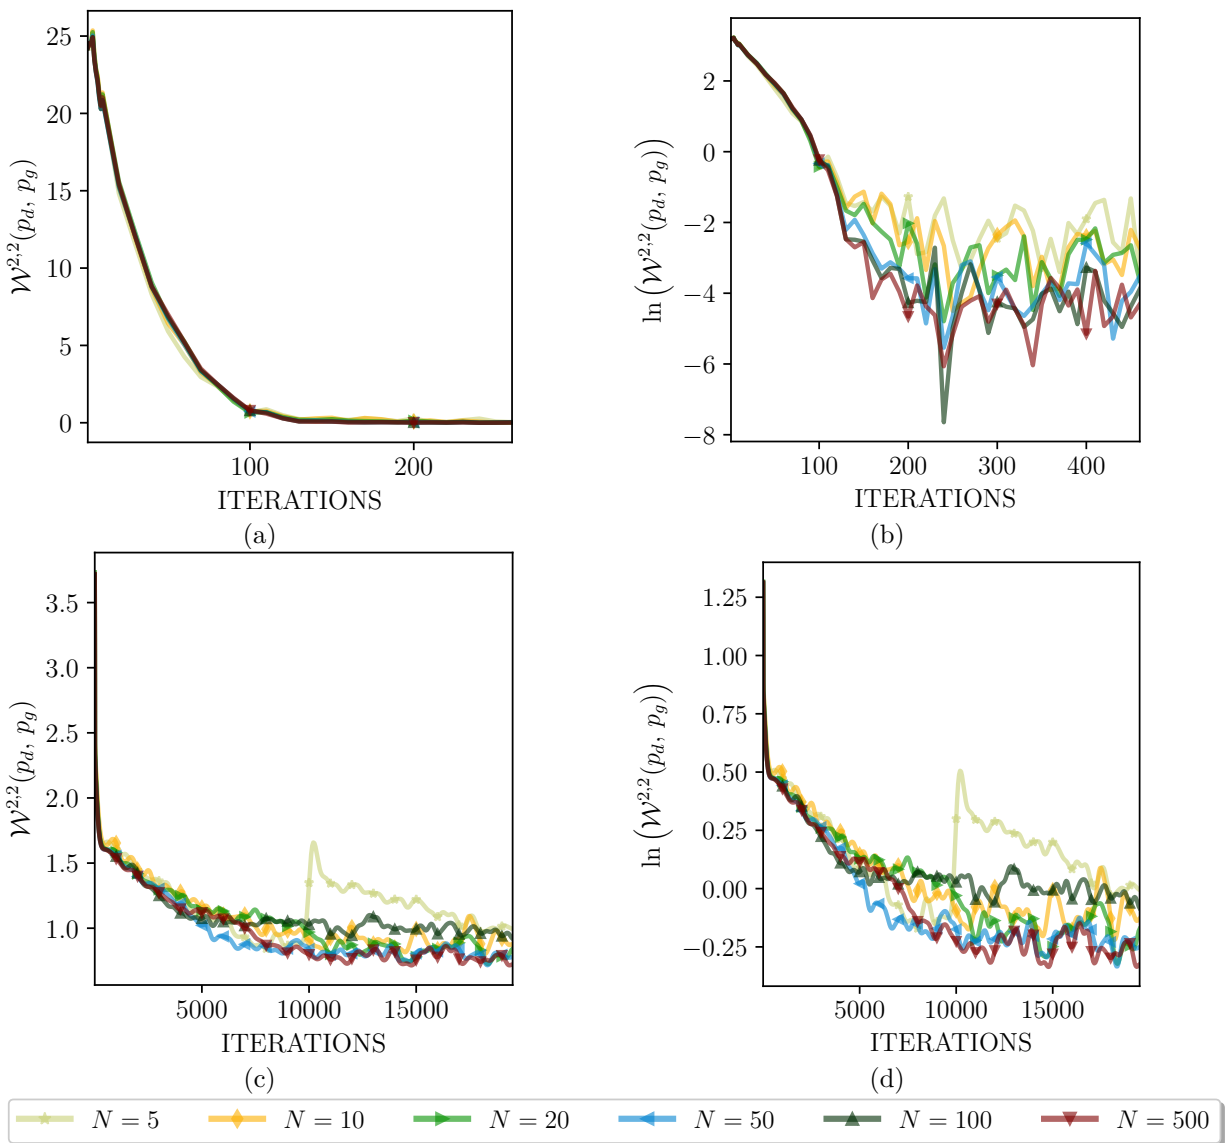 25
20
15
10
5
0
𝒲^{2,2}(p_d, p_g)
100 200
ITERATIONS
(a)
2
0
−2
−4
−6
−8
ln(𝒲^{2,2}(p_d, p_g))
100 200 300 400
ITERATIONS
(b)
3.5
3.0
2.5
2.0
1.5
1.0
𝒲^{2,2}(p_d, p_g)
5000 10000 15000
ITERATIONS
(c)
1.25
1.00
0.75
0.50
0.25
0.00
−0.25
ln(𝒲^{2,2}(p_d, p_g))
5000 10000 15000
ITERATIONS
(d)
N = 5 N = 10 N = 20 N = 50 N = 100 N = 500